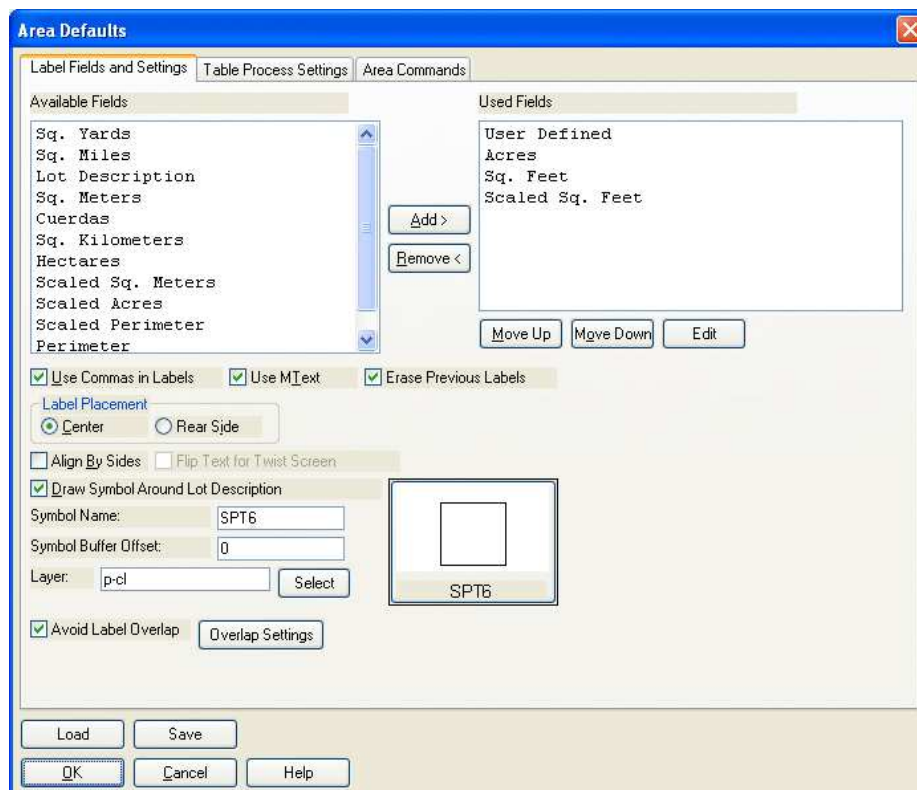 Area Defaults
Label Fields and Settings
Table Process Settings
Area Commands
Available Fields
Sq. Yards
Sq. Miles
Lot Description
Sq. Meters
Cuerdas
Sq. Kilometers
Hectares
Scaled Sq. Meters
Scaled Acres
Scaled Perimeter
Perimeter
Add >
Remove <
Used Fields
User Defined
Acres
Sq. Feet
Scaled Sq. Feet
Move Up
Move Down
Edit
Use Commas in Labels
Use MText
Erase Previous Labels
Label Placement
Center
Rear Side
Align By Sides
Flip Text for Twist Screen
Draw Symbol Around Lot Description
Symbol Name:
SPT6
Symbol Buffer Offset:
0
Layer:
p-cl
Select
SPT6
Avoid Label Overlap
Overlap Settings
Load
Save
OK
Cancel
Help